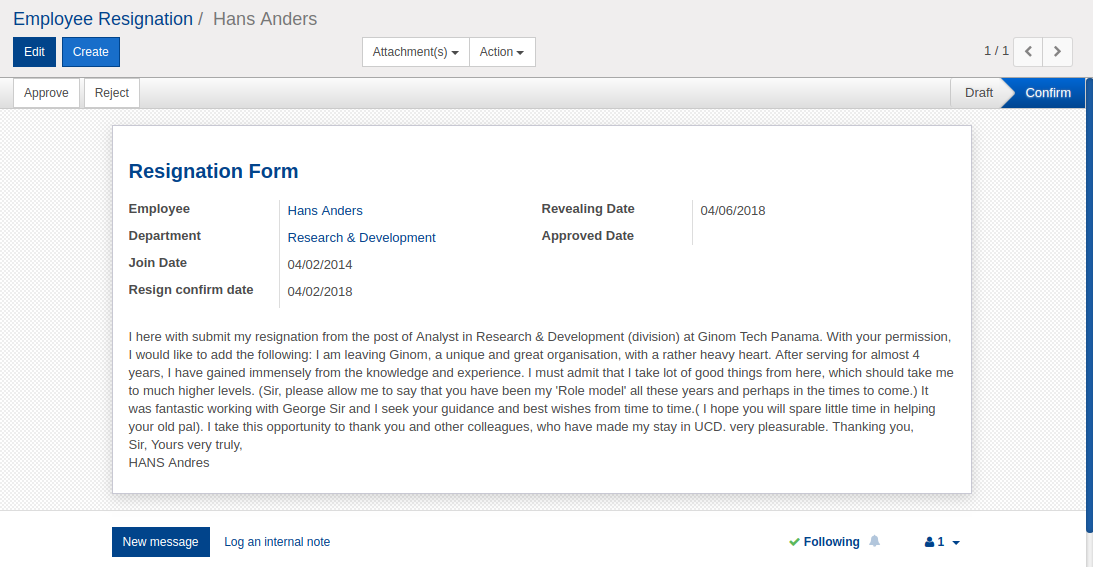 Employee Resignation / Hans Anders
Edit Create Attachment(s) Action 1 / 1
Approve Reject Draft Confirm
Resignation Form
Employee Hans Anders Revealing Date 04/06/2018
Department Research & Development Approved Date
Join Date 04/02/2014
Resign confirm date 04/02/2018
I here with submit my resignation from the post of Analyst in Research & Development (division) at Ginom Tech Panama. With your permission,
I would like to add the following: I am leaving Ginom, a unique and great organisation, with a rather heavy heart. After serving for almost 4
years, I have gained immensely from the knowledge and experience. I must admit that I take lot of good things from here, which should take me
to much higher levels. (Sir, please allow me to say that you have been my 'Role model' all these years and perhaps in the times to come.) It
was fantastic working with George Sir and I seek your guidance and best wishes from time to time.( I hope you will spare little time in helping
your old pal). I take this opportunity to thank you and other colleagues, who have made my stay in UCD. very pleasurable. Thanking you,
Sir, Yours very truly,
HANS Andres
New message Log an internal note Following 1